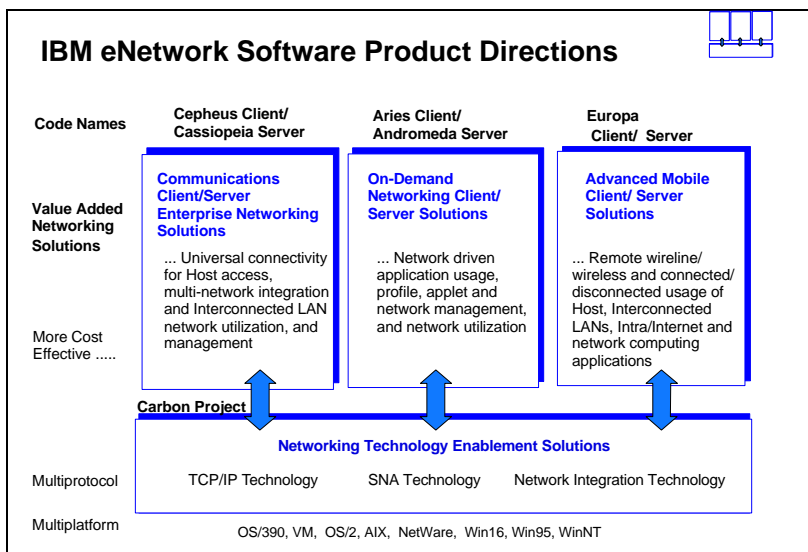 IBM eNetwork Software Product Directions
Code Names
Cepheus Client/
Cassiopeia Server
Aries Client/
Andromeda Server
Europa
Client/ Server
Value Added
Networking
Solutions
More Cost
Effective .....
Communications
Client/Server
Enterprise Networking
Solutions
... Universal connectivity
for Host access,
multi-network integration
and Interconnected LAN
network utilization, and
management
On-Demand
Networking Client/
Server Solutions
... Network driven
application usage,
profile, applet and
network management,
and network utilization
Advanced Mobile
Client/ Server
Solutions
... Remote wireline/
wireless and connected/
disconnected usage of
Host, Interconnected
LANs, Intra/Internet and
network computing
applications
Carbon Project
Networking Technology Enablement Solutions
Multiprotocol
TCP/IP Technology
SNA Technology
Network Integration Technology
Multiplatform
OS/390, VM, OS/2, AIX, NetWare, Win16, Win95, WinNT